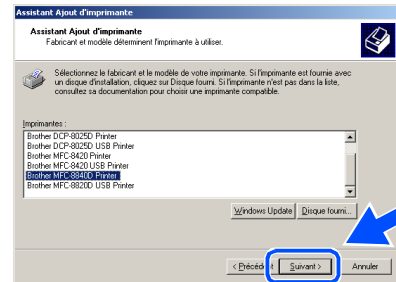 Assistant Ajout d'imprimante
Assistant Ajout d'imprimante
Fabricant et modèle déterminent l'imprimante à utiliser.
Sélectionnez le fabricant et le modèle de votre imprimante. Si l'imprimante est fournie avec
un disque d'installation, cliquez sur Disque fourni. Si l'imprimante n'est pas dans la liste,
consultez sa documentation pour choisir une imprimante compatible.
Imprimantes :
Brother DCP-8025D Printer
Brother DCP-8025D USB Printer
Brother MFC-8420 Printer
Brother MFC-8420 USB Printer
Brother MFC-8840D Printer
Brother MFC-8820D USB Printer
Windows Update Disque fourni...
< Précédent Suivant > Annuler